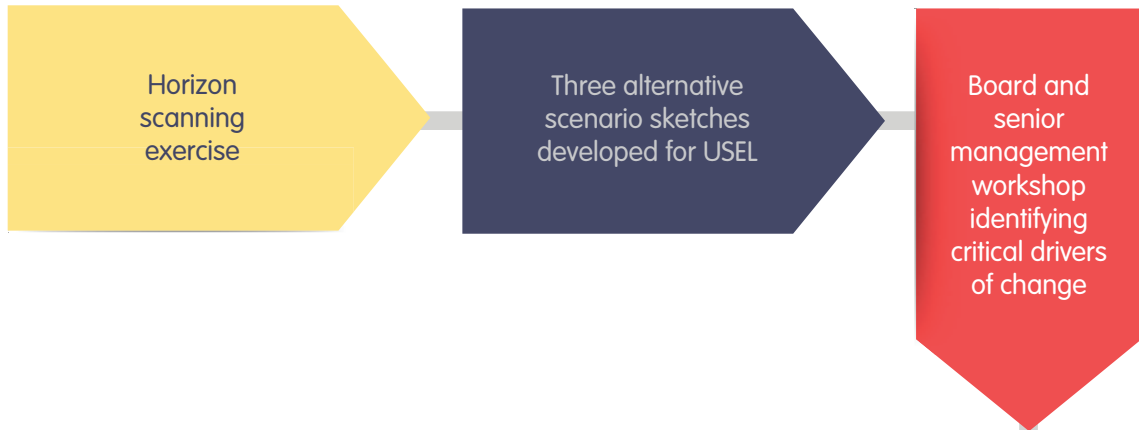 Horizon
scanning
exercise
Three alternative
scenario sketches
developed for USEL
Board and
senior
management
workshop
identifying
critical drivers
of change